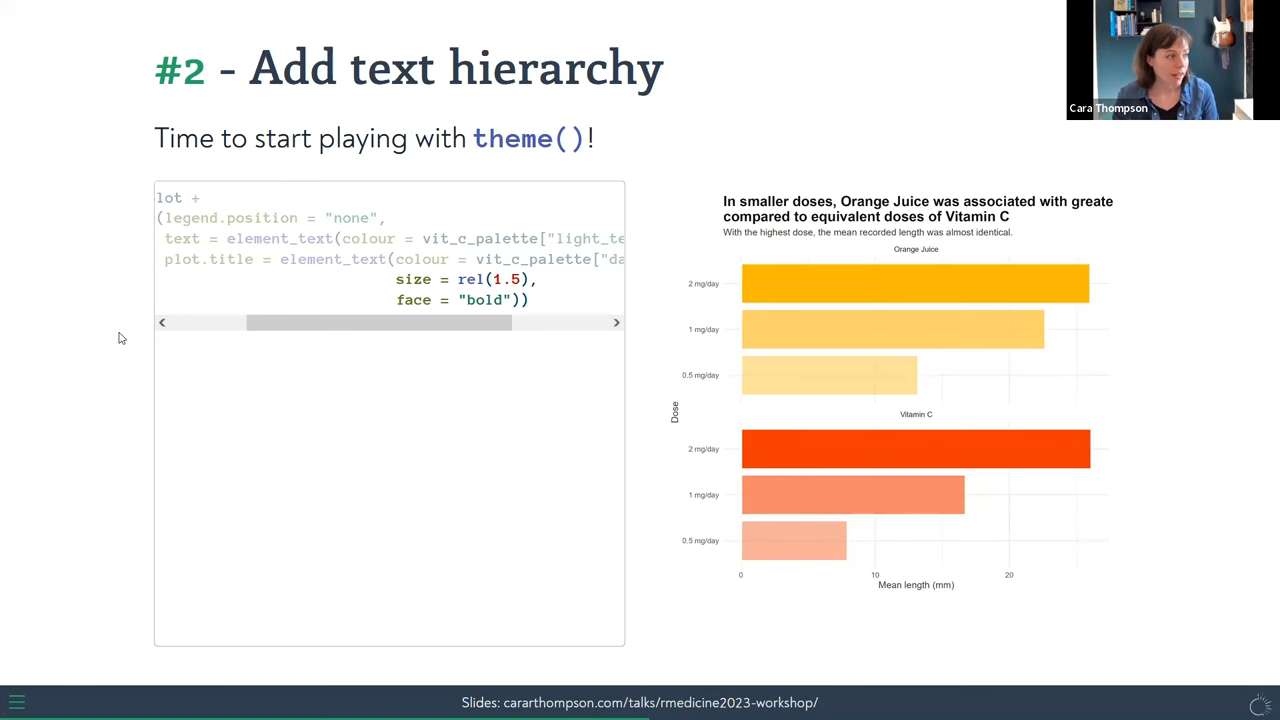 #2 - Add text hierarchy
Cara Thompson
Time to start playing with theme()!
lot +
(legend.position = "none",
text = element_text(colour = vit_c_palette["light_te
plot.title = element_text(colour = vit_c_palette["da
size = rel(1.5),
face = "bold"))
In smaller doses, Orange Juice was associated with greate
compared to equivalent doses of Vitamin C
With the highest dose, the mean recorded length was almost identical.
Orange Juice
2 mg/day
1 mg/day
0.5 mg/day
Dose
Vitamin C
2 mg/day
1 mg/day
0.5 mg/day
0 10 20
Mean length (mm)
Slides: cararthompson.com/talks/rmedicine2023-workshop/